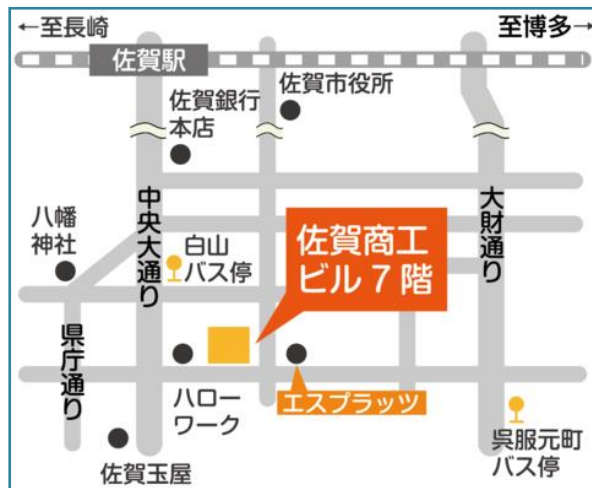 ←至長崎
至博多→
佐賀駅
佐賀市役所
佐賀銀行
本店
中央大通り
大財通り
八幡
神社
白山
バス停
佐賀商工
ビル7階
県庁通り
ハロー
ワーク
エスプラッツ
呉服元町
バス停
佐賀玉屋